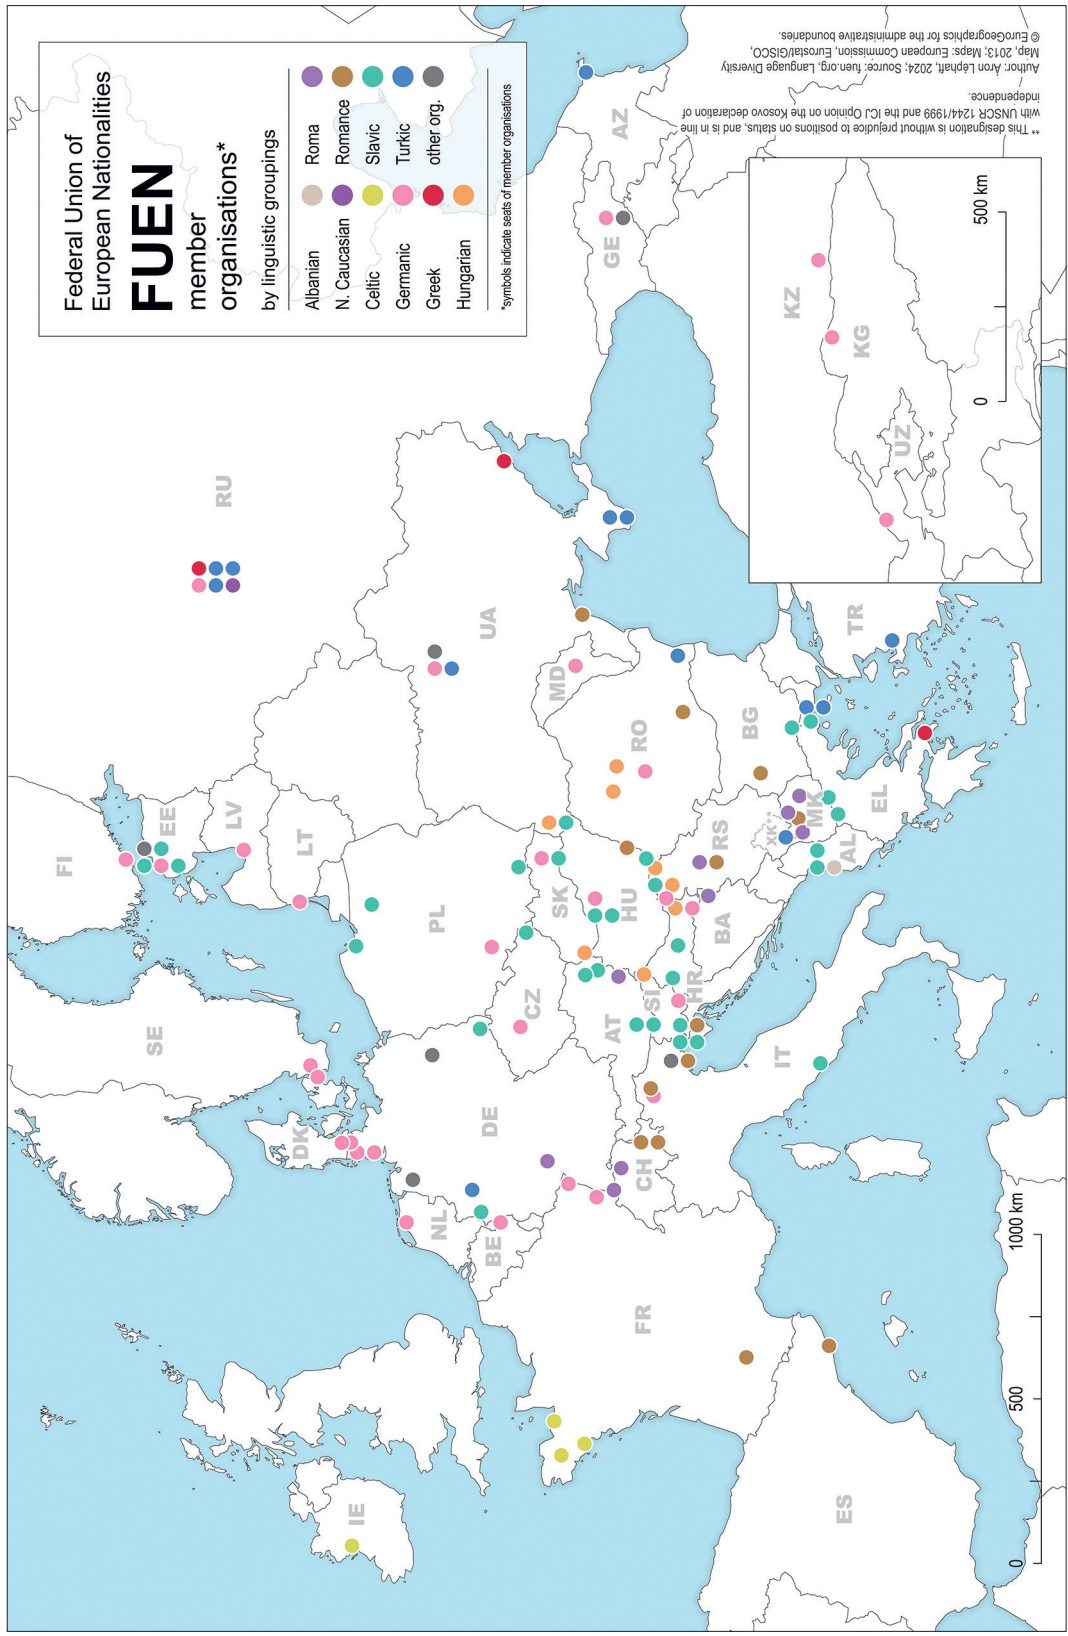 Federal Union of
European Nationalities
FUEN
member
organisations*
by linguistic groupings
Albanian
N. Caucasian
Celtic
Germanic
Greek
Hungarian
Roma
Romance
Slavic
Turkic
other org.
*symbols indicate seats of member organisations
RU
FI
EE
LV
LT
SE
DK
IE
NL
BE
DE
PL
CZ
SK
UA
MD
AT
HU
RO
CH
FR
SI
HR
BA
RS
XK**
BG
MK
AL
EL
TR
IT
ES
GE
AZ
KZ
KG
UZ
0
500 km
0
500
1000 km
** This designation is without prejudice to positions on status, and is in line
with UNSCR 1244/1999 and the ICJ Opinion on the Kosovo declaration of
independence.
Author: Áron Léphaft, 2024; Source: fuen.org, Language Diversity
Map, 2013; Maps: European Commission, Eurostat/GISCO,
© EuroGeographics for the administrative boundaries.